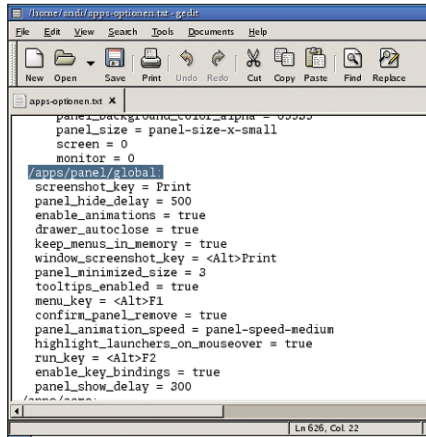 /home/andi/apps-optionen.txt - gedit
File Edit View Search Tools Documents Help
New Open Save Print Undo Redo Cut Copy Paste Find Replace
apps-optionen.txt
panel_background_color_alpha = 65535
panel_size = panel-size-x-small
screen = 0
monitor = 0
/apps/panel/global:
screenshot_key = Print
panel_hide_delay = 500
enable_animations = true
drawer_autoclose = true
keep_menus_in_memory = true
window_screenshot_key = <Alt>Print
panel_minimized_size = 3
tooltips_enabled = true
menu_key = <Alt>F1
confirm_panel_remove = true
panel_animation_speed = panel-speed-medium
highlight_launchers_on_mouseover = true
run_key = <Alt>F2
enable_key_bindings = true
panel_show_delay = 300
Ln 626, Col. 22